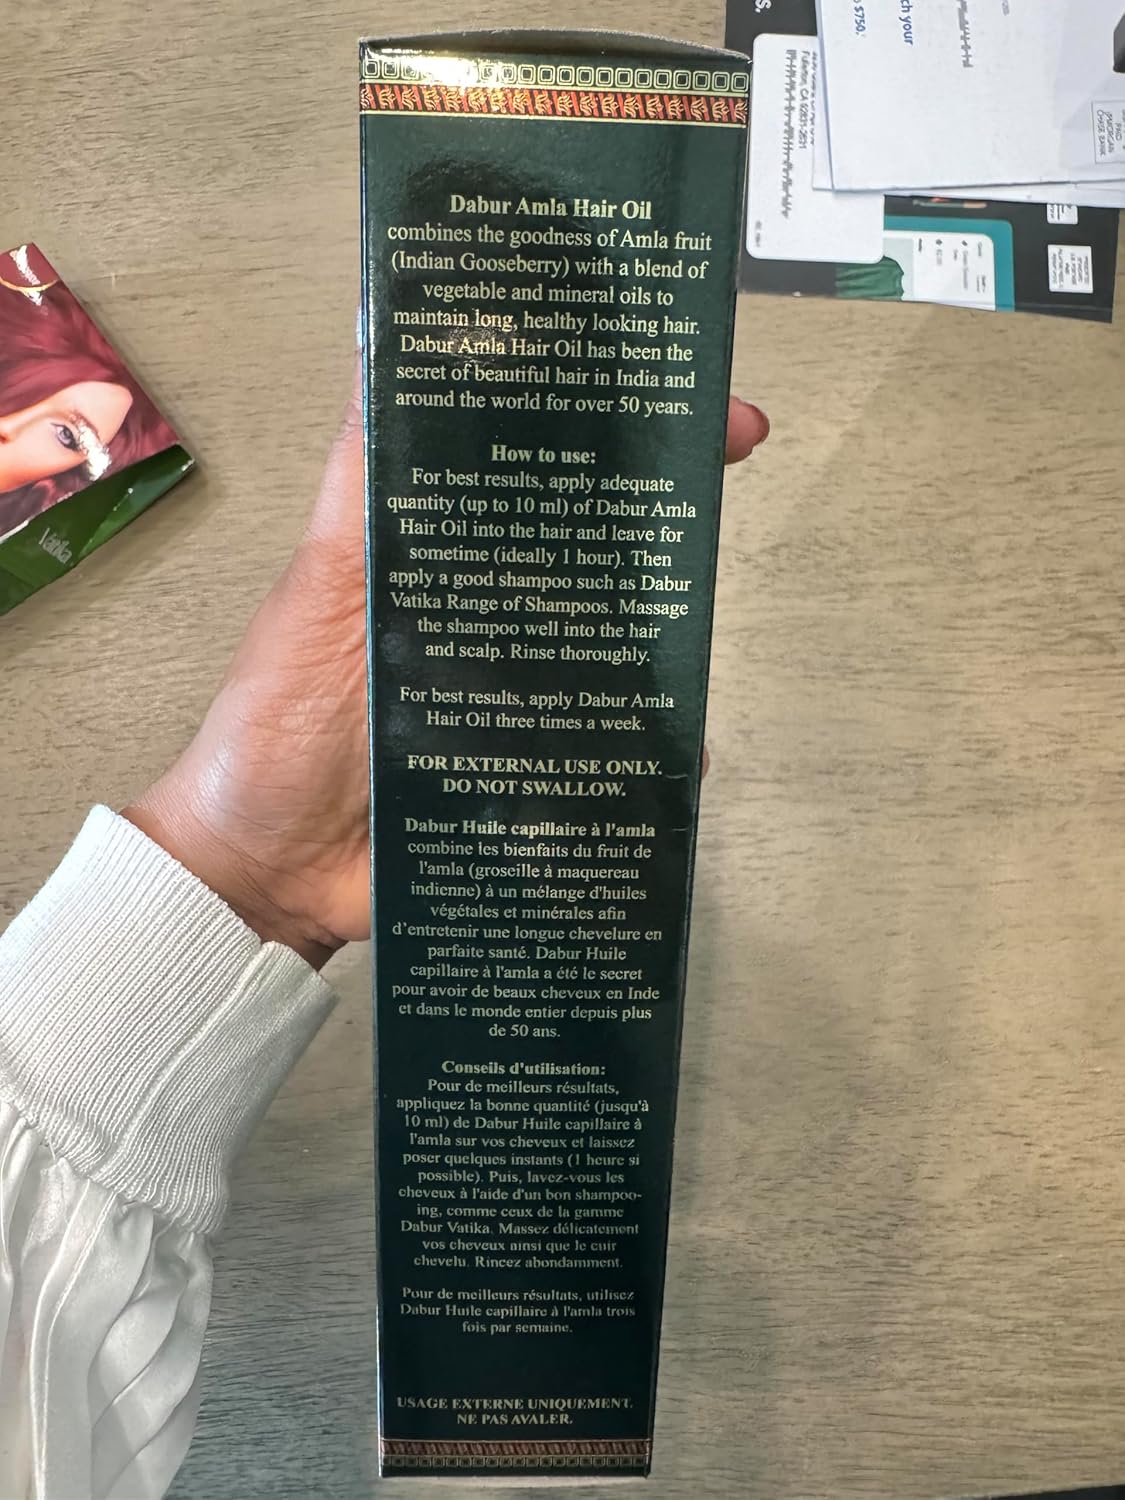 Dabur Amla Hair Oil
combines the goodness of Amla fruit
(Indian Gooseberry) with a blend of
vegetable and mineral oils to
maintain long, healthy looking hair.
Dabur Amla Hair Oil has been the
secret of beautiful hair in India and
around the world for over 50 years.
How to use:
For best results, apply adequate
quantity (up to 10 ml) of Dabur Amla
Hair Oil into the hair and leave for
sometime (ideally 1 hour). Then
apply a good shampoo such as Dabur
Vatika Range of Shampoos. Massage
the shampoo well into the hair
and scalp. Rinse thoroughly.
For best results, apply Dabur Amla
Hair Oil three times a week.
FOR EXTERNAL USE ONLY.
DO NOT SWALLOW.
Dabur Huile capillaire à l'amla
combine les bienfaits du fruit de
l'amla (groseille à maquereau
indienne) à un mélange d'huiles
végétales et minérales afin
d'entretenir une longue chevelure en
parfaite santé. Dabur Huile
capillaire à l'amla a été le secret
pour avoir de beaux cheveux en Inde
et dans le monde entier depuis plus
de 50 ans.
Conseils d'utilisation:
Pour de meilleurs résultats,
appliquez la bonne quantité (jusqu'à
10 ml) de Dabur Huile capillaire à
l'amla sur vos cheveux et laissez
poser quelques instants (1 heure si
possible). Puis, lavez-vous les
cheveux à l'aide d'un bon shampoo-
ing, comme ceux de la gamme
Dabur Vatika. Massez délicatement
vos cheveux ainsi que le cuir
chevelu. Rincez abondamment.
Pour de meilleurs résultats, utilisez
Dabur Huile capillaire à l'amla trois
fois par semaine.
USAGE EXTERNE UNIQUEMENT.
NE PAS AVALER.
Vatika
ch your
$750.
Fullerton, CA 92831-2631